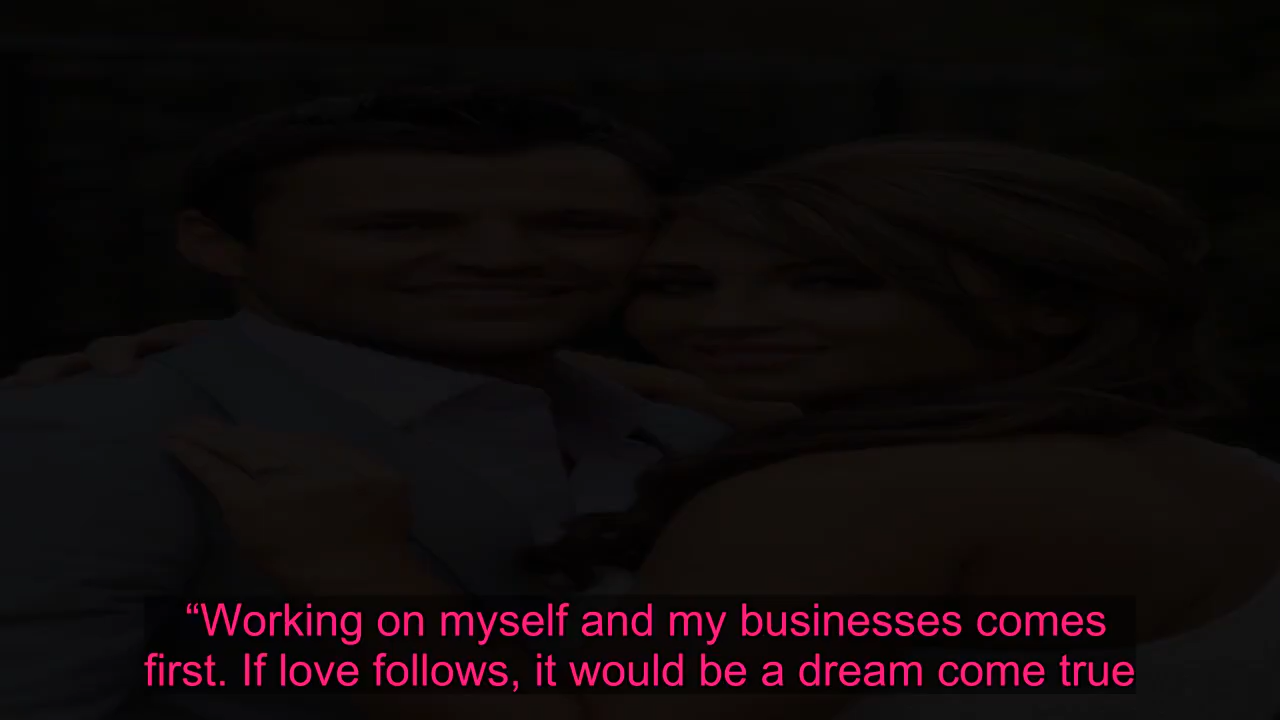 “Working on myself and my businesses comes
first. If love follows, it would be a dream come true